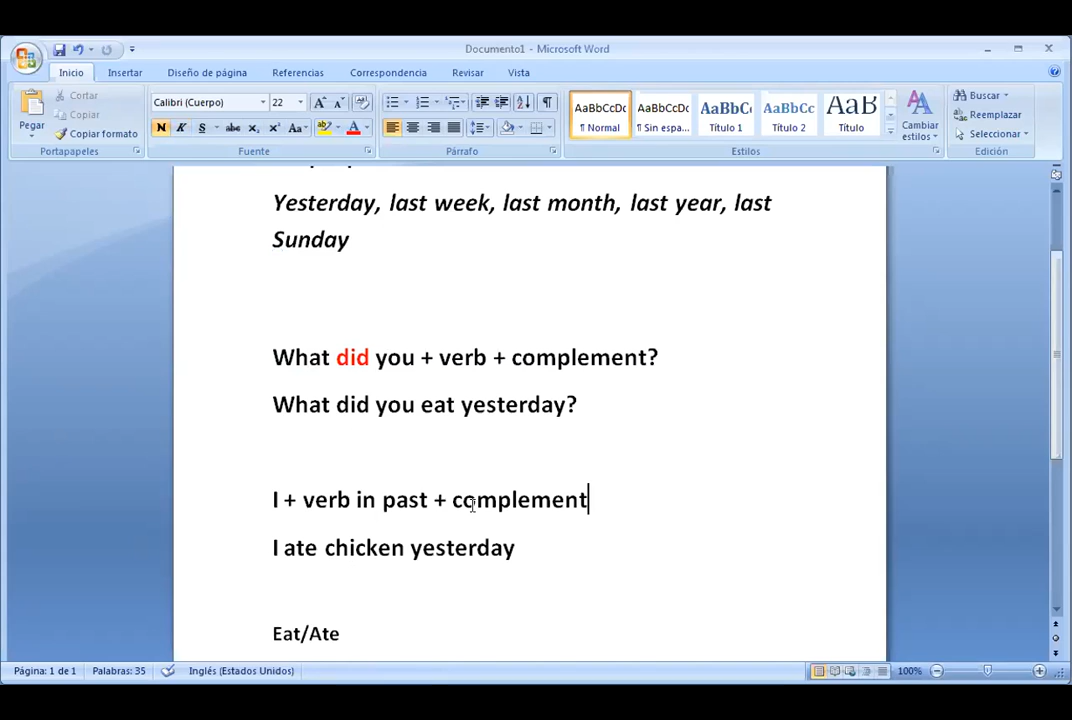 Documento1 - Microsoft Word
Inicio Insertar Diseño de página Referencias Correspondencia Revisar Vista
Pegar
Cortar
Copiar
Copiar formato
Portapapeles
Calibri (Cuerpo) 22
Fuente
Párrafo
AaBbCcDc AaBbCcDc AaBbC AaBbCc AaB
¶ Normal ¶ Sin espa... Título 1 Título 2 Título
Cambiar estilos
Estilos
Buscar
Reemplazar
Seleccionar
Edición
Yesterday, last week, last month, last year, last
Sunday
What did you + verb + complement?
What did you eat yesterday?
I + verb in past + complement
I ate chicken yesterday
Eat/Ate
Página: 1 de 1 Palabras: 35 Inglés (Estados Unidos) 100%